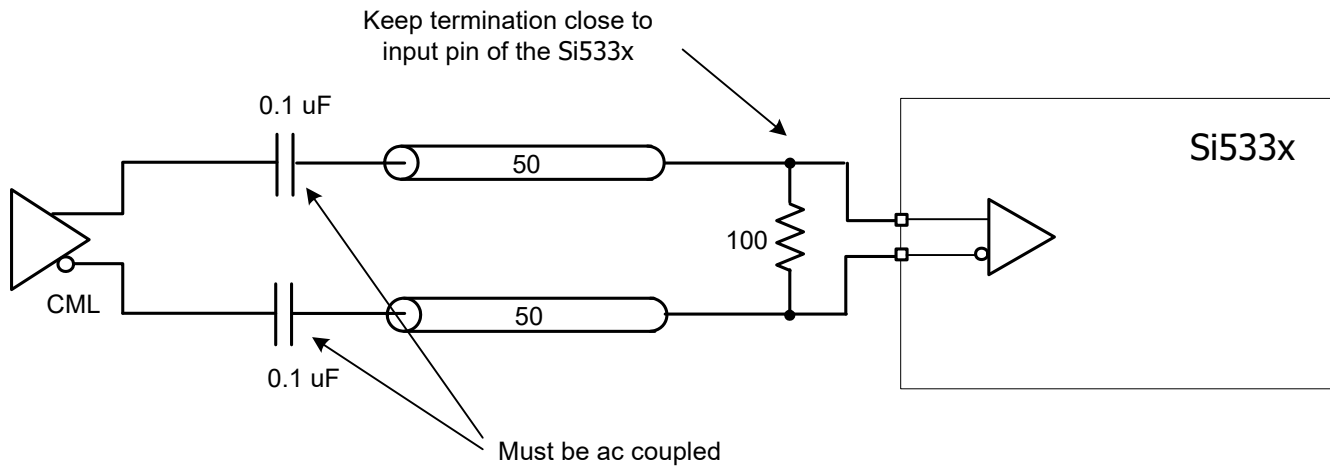 Keep termination close to
input pin of the Si533x
0.1 uF
Si533x
50
100
CML
50
0.1 uF
Must be ac coupled